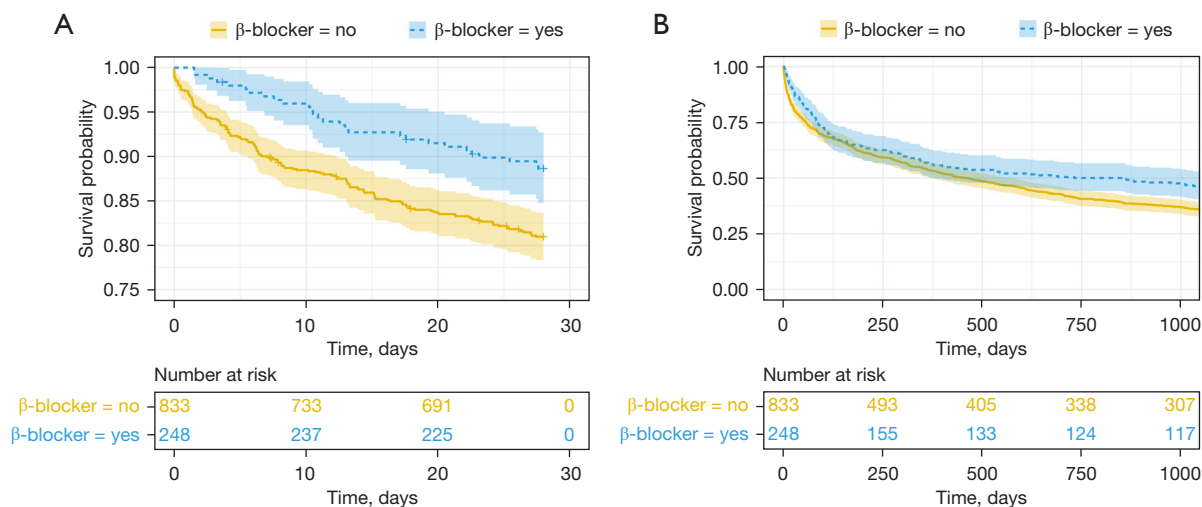 A
β-blocker = no β-blocker = yes
Survival probability
1.00
0.95
0.90
0.85
0.80
0.75
0 10 20 30
Time, days
Number at risk
β-blocker = no 833 733 691 0
β-blocker = yes 248 237 225 0
0 10 20 30
Time, days
B
β-blocker = no β-blocker = yes
Survival probability
1.00
0.75
0.50
0.25
0.00
0 250 500 750 1000
Time, days
Number at risk
β-blocker = no 833 493 405 338 307
β-blocker = yes 248 155 133 124 117
0 250 500 750 1000
Time, days